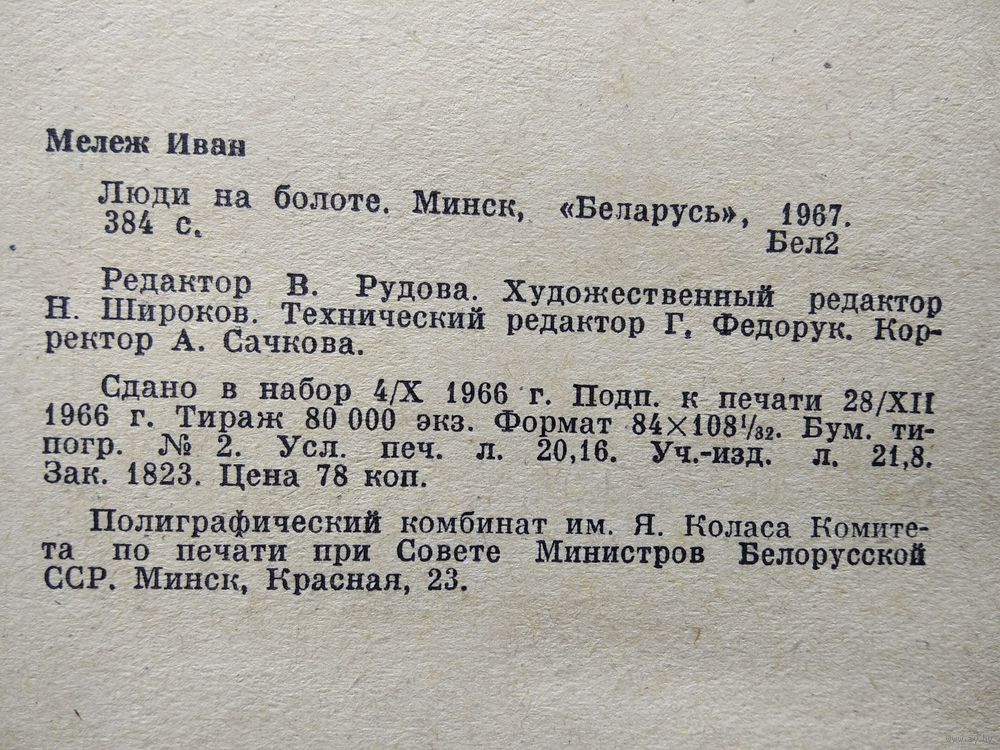 Мележ Иван
Люди на болоте. Минск, «Беларусь», 1967.
384 с.
Бел2
Редактор В. Рудова. Художественный редактор
Н. Широков. Технический редактор Г. Федорук. Кор-
ректор А. Сачкова.
Сдано в набор 4/X 1966 г. Подп. к печати 28/XII
1966 г. Тираж 80 000 экз. Формат 84×108¹/₃₂. Бум. ти-
погр. № 2. Усл. печ. л. 20,16. Уч.-изд. л. 21,8.
Зак. 1823. Цена 78 коп.
Полиграфический комбинат им. Я. Коласа Комите-
та по печати при Совете Министров Белорусской
ССР. Минск, Красная, 23.